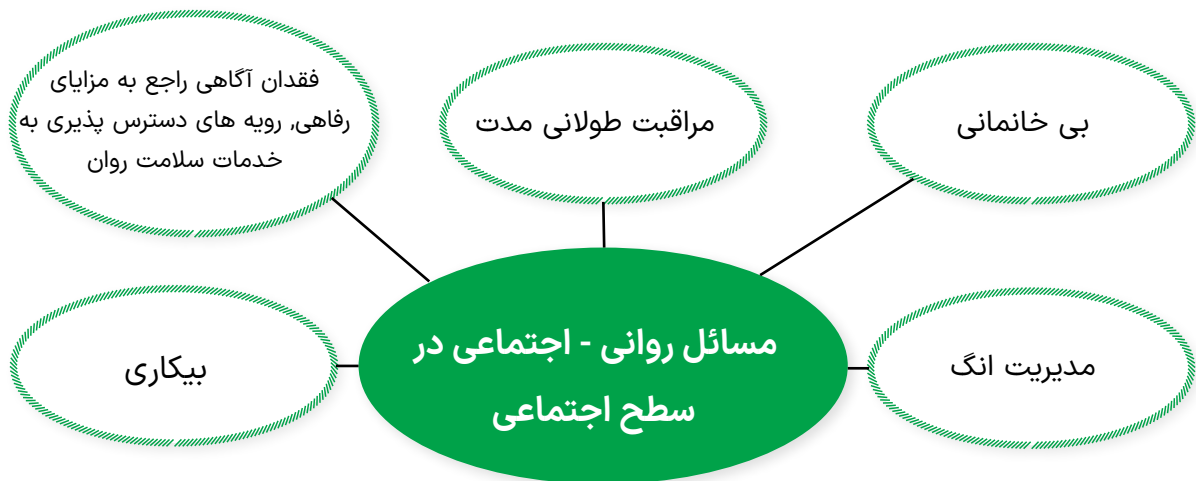 بی خانمانی
مراقبت طولانی مدت
فقدان آگاهی راجع به مزایای
رفاهی, رویه های دسترس پذیری به
خدمات سلامت روان
مسائل روانی - اجتماعی در
سطح اجتماعی
مدیریت انگ
بیکاری